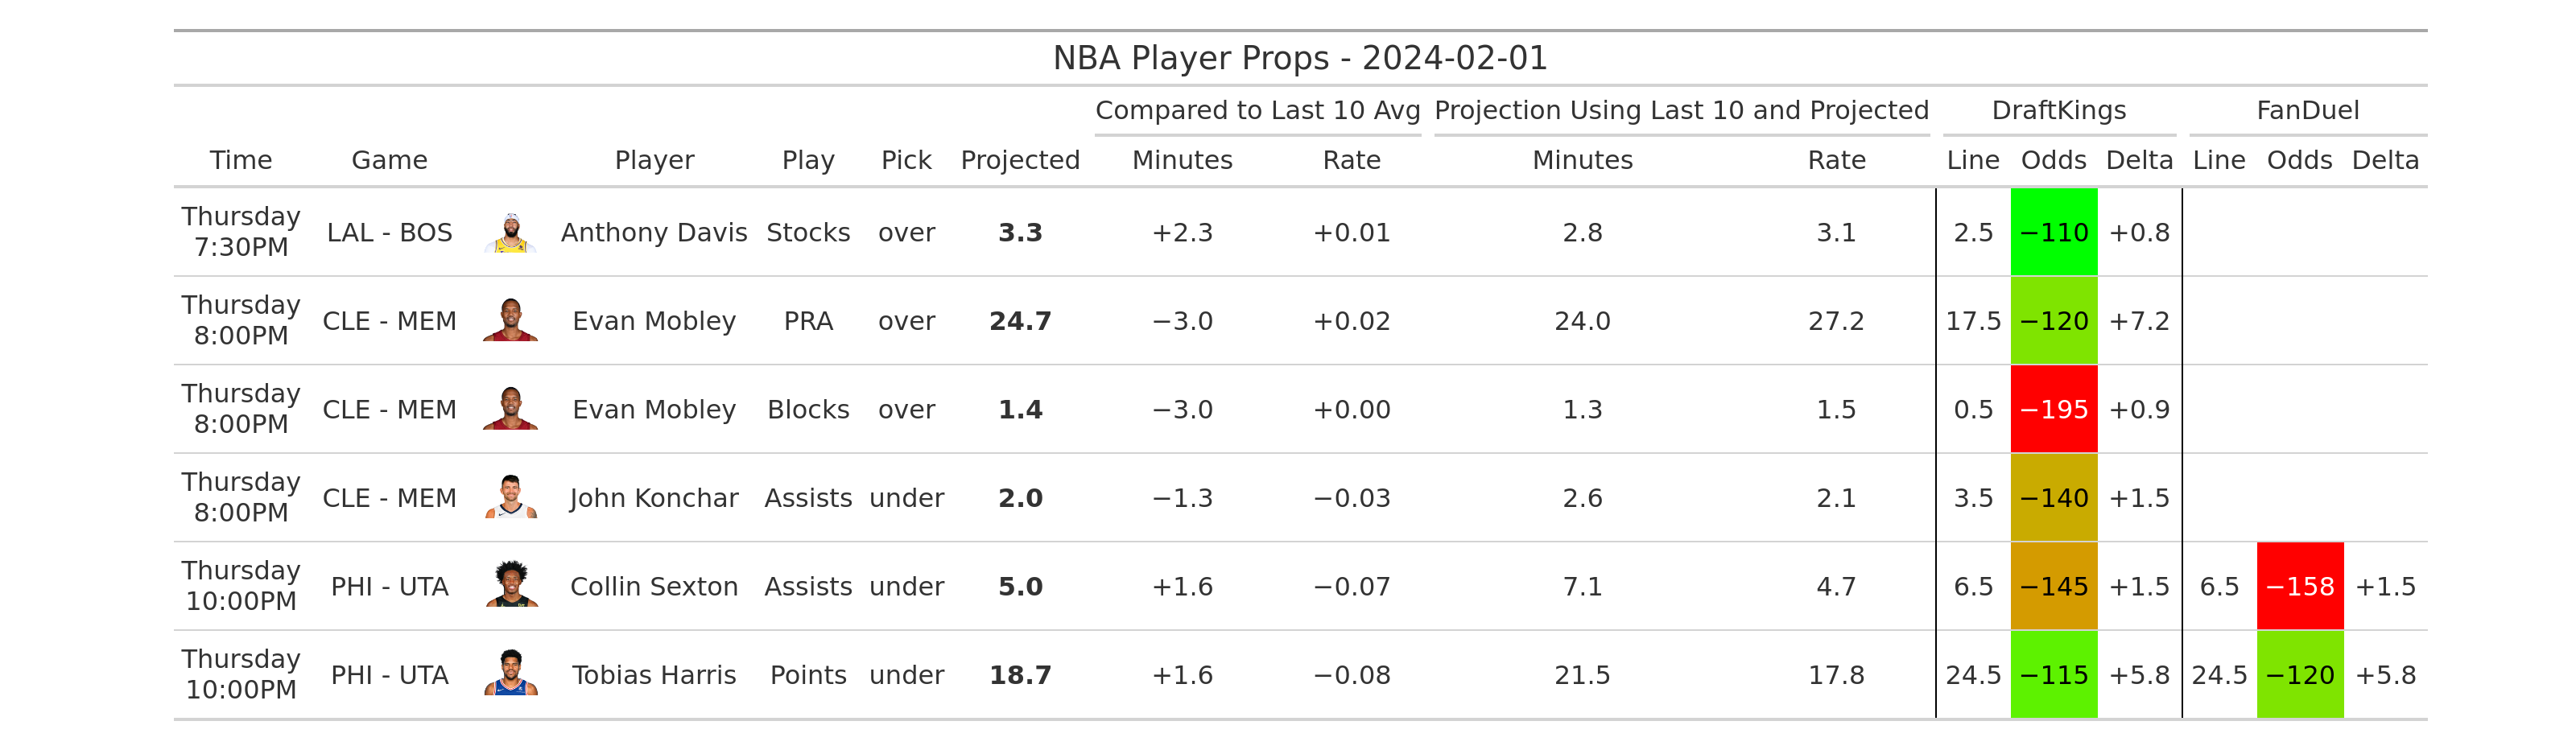 NBA Player Props - 2024-02-01
Compared to Last 10 Avg Projection Using Last 10 and Projected DraftKings FanDuel
Time Game Player Play Pick Projected Minutes Rate Minutes Rate Line Odds Delta Line Odds Delta
Thursday
7:30PM LAL - BOS Anthony Davis Stocks over 3.3 +2.3 +0.01 2.8 3.1 2.5 −110 +0.8
Thursday
8:00PM CLE - MEM Evan Mobley PRA over 24.7 −3.0 +0.02 24.0 27.2 17.5 −120 +7.2
Thursday
8:00PM CLE - MEM Evan Mobley Blocks over 1.4 −3.0 +0.00 1.3 1.5 0.5 −195 +0.9
Thursday
8:00PM CLE - MEM John Konchar Assists under 2.0 −1.3 −0.03 2.6 2.1 3.5 −140 +1.5
Thursday
10:00PM PHI - UTA Collin Sexton Assists under 5.0 +1.6 −0.07 7.1 4.7 6.5 −145 +1.5 6.5 −158 +1.5
Thursday
10:00PM PHI - UTA Tobias Harris Points under 18.7 +1.6 −0.08 21.5 17.8 24.5 −115 +5.8 24.5 −120 +5.8